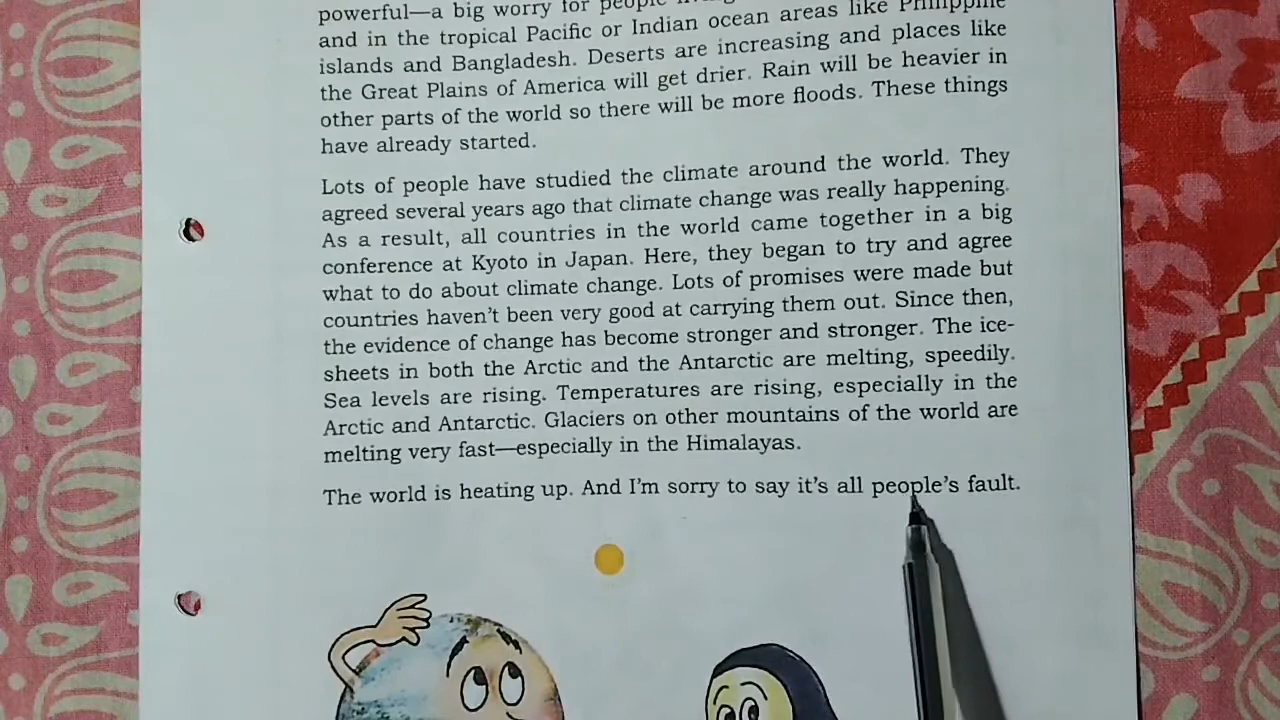 powerful—a big worry for people
and in the tropical Pacific or Indian ocean areas like Philippine
islands and Bangladesh. Deserts are increasing and places like
the Great Plains of America will get drier. Rain will be heavier in
other parts of the world so there will be more floods. These things
have already started.
Lots of people have studied the climate around the world. They
agreed several years ago that climate change was really happening.
As a result, all countries in the world came together in a big
conference at Kyoto in Japan. Here, they began to try and agree
what to do about climate change. Lots of promises were made but
countries haven't been very good at carrying them out. Since then,
the evidence of change has become stronger and stronger. The ice-
sheets in both the Arctic and the Antarctic are melting, speedily.
Sea levels are rising. Temperatures are rising, especially in the
Arctic and Antarctic. Glaciers on other mountains of the world are
melting very fast—especially in the Himalayas.
The world is heating up. And I'm sorry to say it's all people's fault.